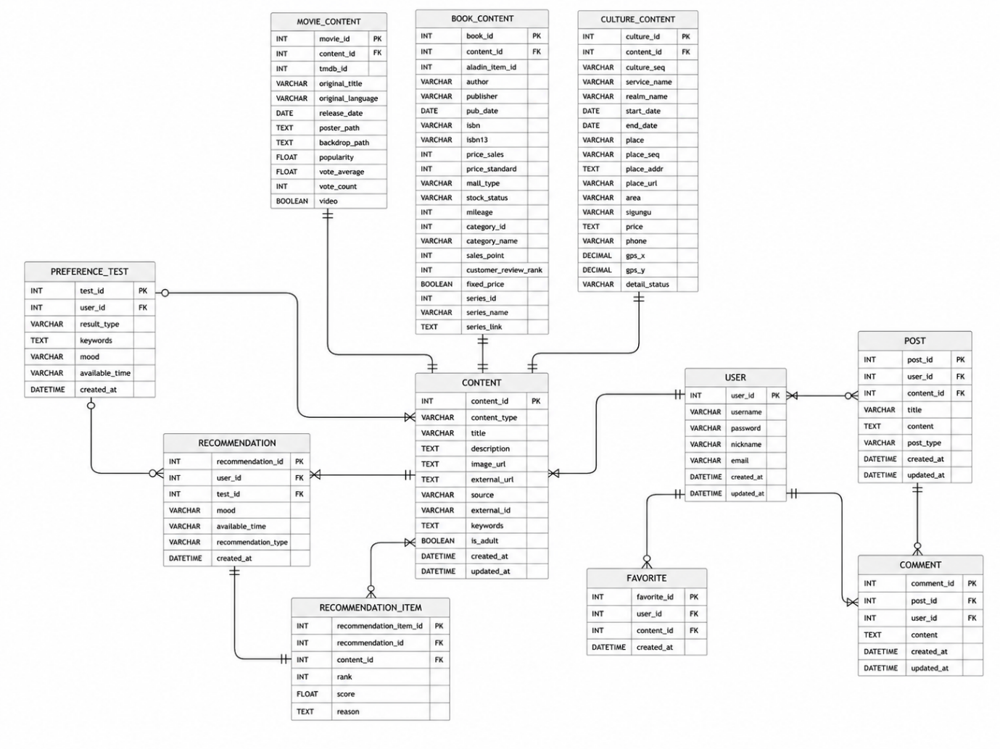 MOVIE_CONTENT
INT movie_id PK
INT content_id FK
INT tmdb_id
VARCHAR original_title
VARCHAR original_language
DATE release_date
TEXT poster_path
TEXT backdrop_path
FLOAT popularity
FLOAT vote_average
INT vote_count
BOOLEAN video
BOOK_CONTENT
INT book_id PK
INT content_id FK
INT aladin_item_id
VARCHAR author
VARCHAR publisher
DATE pub_date
VARCHAR isbn
VARCHAR isbn13
INT price_sales
INT price_standard
VARCHAR mall_type
VARCHAR stock_status
INT mileage
INT category_id
VARCHAR category_name
INT sales_point
INT customer_review_rank
BOOLEAN fixed_price
INT series_id
VARCHAR series_name
TEXT series_link
CULTURE_CONTENT
INT culture_id PK
INT content_id FK
VARCHAR culture_seq
VARCHAR service_name
VARCHAR realm_name
DATE start_date
DATE end_date
VARCHAR place
VARCHAR place_seq
TEXT place_addr
VARCHAR place_url
VARCHAR area
VARCHAR sigungu
TEXT price
VARCHAR phone
DECIMAL gps_x
DECIMAL gps_y
VARCHAR detail_status
PREFERENCE_TEST
INT test_id PK
INT user_id FK
VARCHAR result_type
TEXT keywords
VARCHAR mood
VARCHAR available_time
DATETIME created_at
RECOMMENDATION
INT recommendation_id PK
INT user_id FK
INT test_id FK
VARCHAR mood
VARCHAR available_time
VARCHAR recommendation_type
DATETIME created_at
CONTENT
INT content_id PK
VARCHAR content_type
VARCHAR title
TEXT description
TEXT image_url
TEXT external_url
VARCHAR source
VARCHAR external_id
TEXT keywords
BOOLEAN is_adult
DATETIME created_at
DATETIME updated_at
USER
INT user_id PK
VARCHAR username
VARCHAR password
VARCHAR nickname
VARCHAR email
DATETIME created_at
DATETIME updated_at
POST
INT post_id PK
INT user_id FK
INT content_id FK
VARCHAR title
TEXT content
VARCHAR post_type
DATETIME created_at
DATETIME updated_at
RECOMMENDATION_ITEM
INT recommendation_item_id PK
INT recommendation_id FK
INT content_id FK
INT rank
FLOAT score
TEXT reason
FAVORITE
INT favorite_id PK
INT user_id FK
INT content_id FK
DATETIME created_at
COMMENT
INT comment_id PK
INT post_id FK
INT user_id FK
TEXT content
DATETIME created_at
DATETIME updated_at